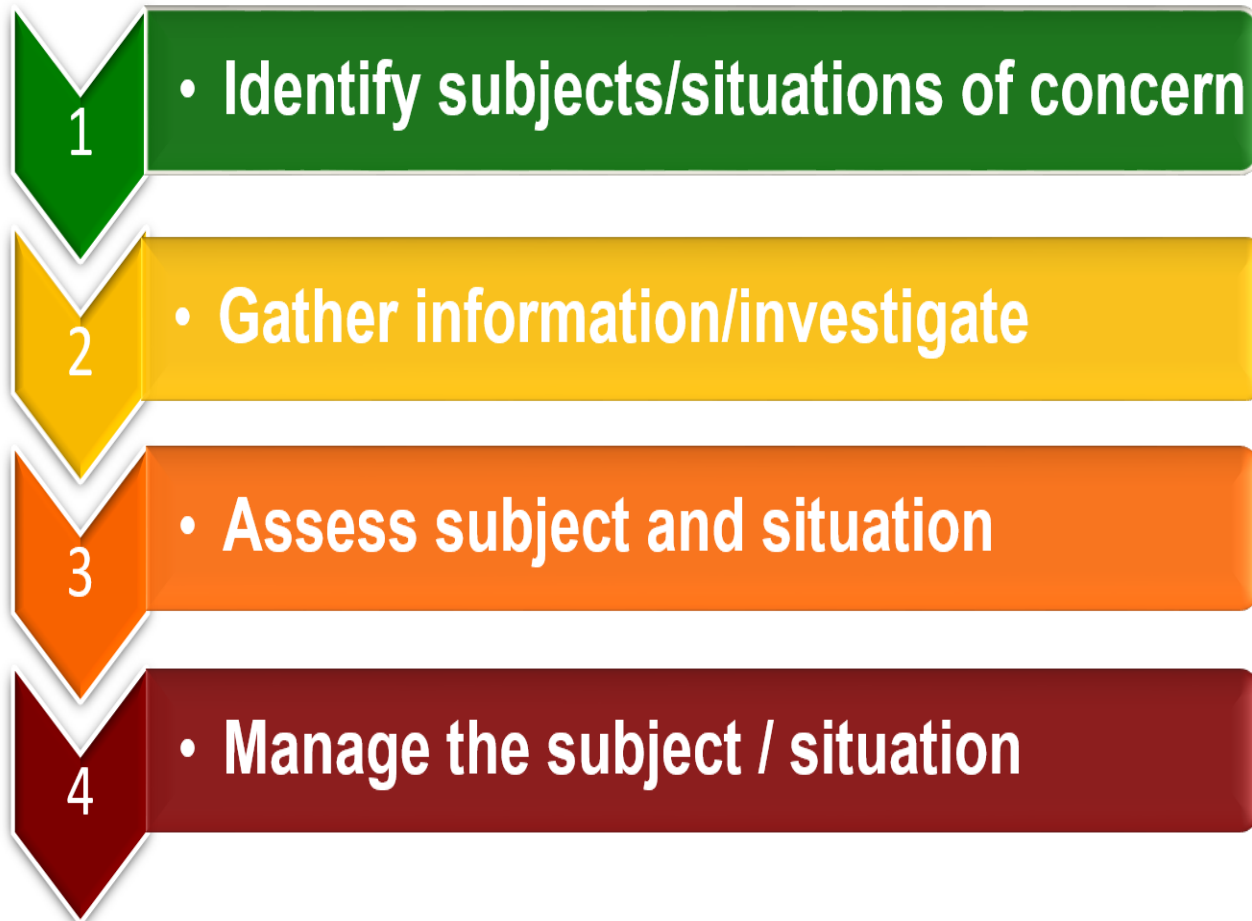 1
• Identify subjects/situations of concern
2
• Gather information/investigate
3
• Assess subject and situation
4
• Manage the subject / situation